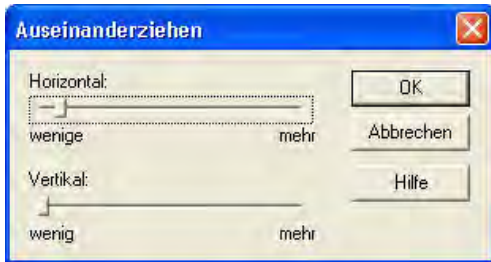 Auseinanderziehen
Horizontal:
wenige mehr
Vertikal:
wenig mehr
OK
Abbrechen
Hilfe